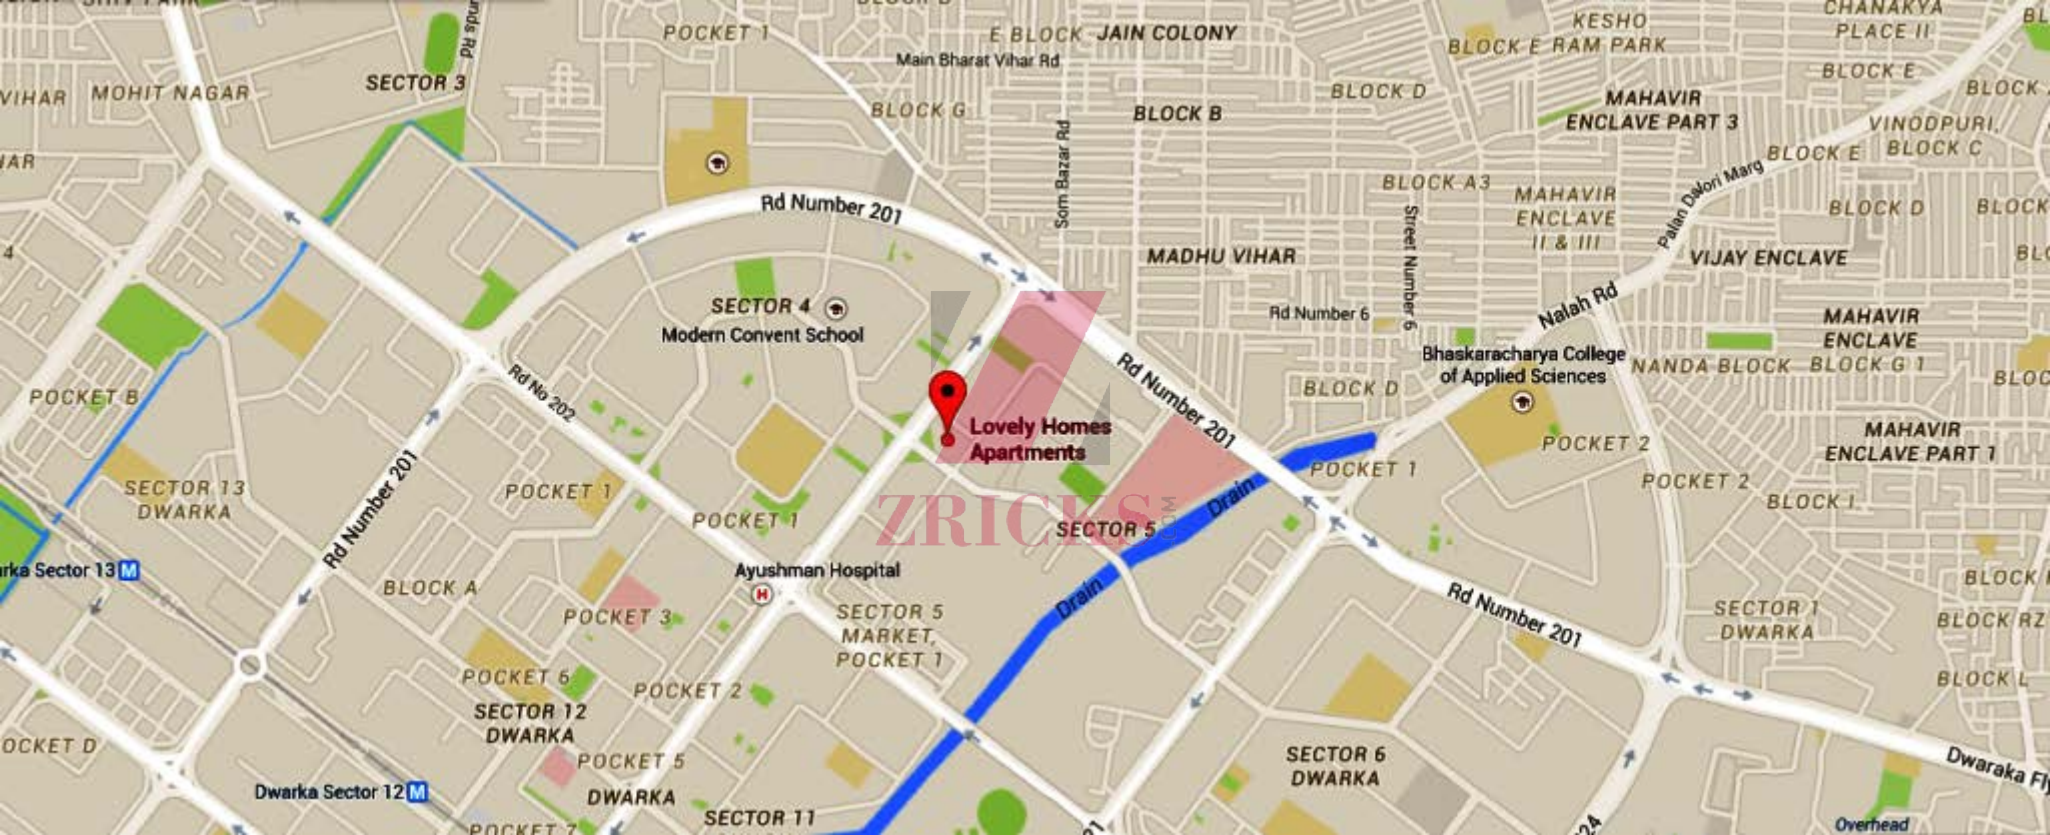 POCKET 1
E BLOCK
JAIN COLONY
KESHO
RAM PARK
BLOCK E
CHANAKYA
PLACE II
Main Bharat Vihar Rd
SECTOR 3
MOHIT NAGAR
VIHAR
BLOCK G
BLOCK B
BLOCK D
BLOCK E
MAHAVIR
ENCLAVE PART 3
VINODPURI,
BLOCK C
BLOCK E
Som Bazar Rd
BLOCK A3
MAHAVIR
ENCLAVE
II & III
Street Number 6
BLOCK D
Rd Number 201
MADHU VIHAR
VIJAY ENCLAVE
4
SECTOR 4
Modern Convent School
Rd Number 6
Nalah Rd
MAHAVIR
ENCLAVE
Bhaskaracharya College
of Applied Sciences
NANDA BLOCK
BLOCK G 1
POCKET B
Rd No 202
Rd Number 201
BLOCK D
Lovely Homes
Apartments
MAHAVIR
ENCLAVE PART 1
POCKET 2
POCKET 1
POCKET 2
SECTOR 13
DWARKA
Rd Number 201
POCKET 1
POCKET 1
ZRICKS
COM
SECTOR 5
Drain
BLOCK I
Ayushman Hospital
H
rka Sector 13 M
BLOCK A
POCKET 3
Drain
SECTOR 5
MARKET,
POCKET 1
Rd Number 201
SECTOR 1
DWARKA
BLOCK RZ
POCKET 6
POCKET 2
BLOCK L
SECTOR 12
DWARKA
OCKET D
POCKET 5
DWARKA
SECTOR 6
DWARKA
Dwarka Sector 12 M
SECTOR 11
POCKET 7
Overhead